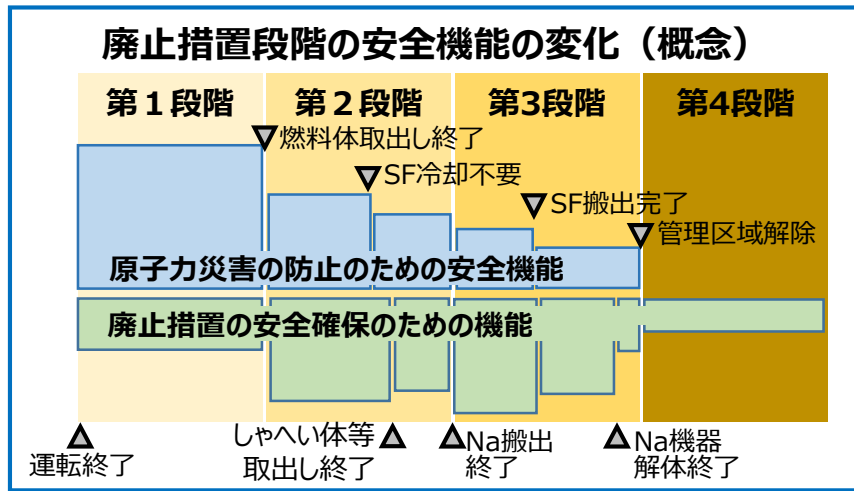 廃止措置段階の安全機能の変化（概念）
第１段階
第２段階
第3段階
第4段階
燃料体取出し終了
SF冷却不要
SF搬出完了
管理区域解除
原子力災害の防止のための安全機能
廃止措置の安全確保のための機能
運転終了
しゃへい体等
取出し終了
Na搬出
終了
Na機器
解体終了